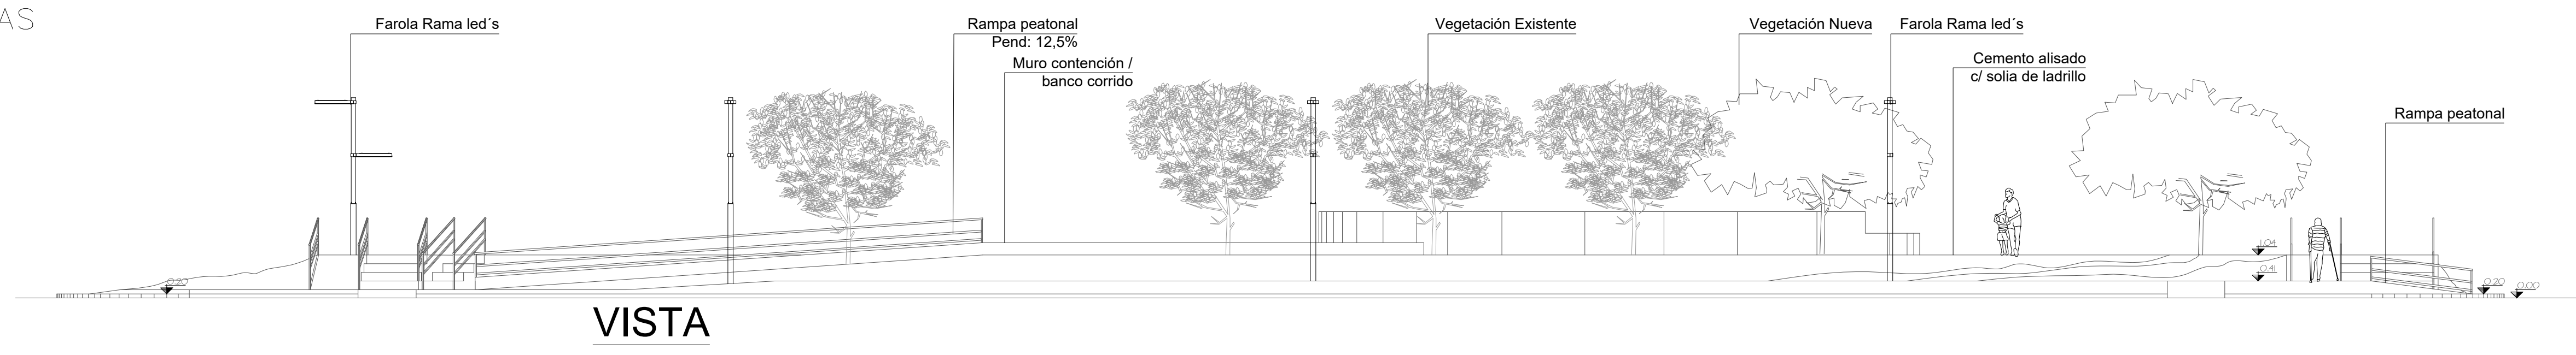 AS
Farola Rama led´s
Rampa peatonal
Pend: 12,5%
Muro contención /
banco corrido
Vegetación Existente
Vegetación Nueva
Farola Rama led´s
Cemento alisado
c/ solia de ladrillo
Rampa peatonal
1.04
0.41
0.20
0.20
0.00
VISTA